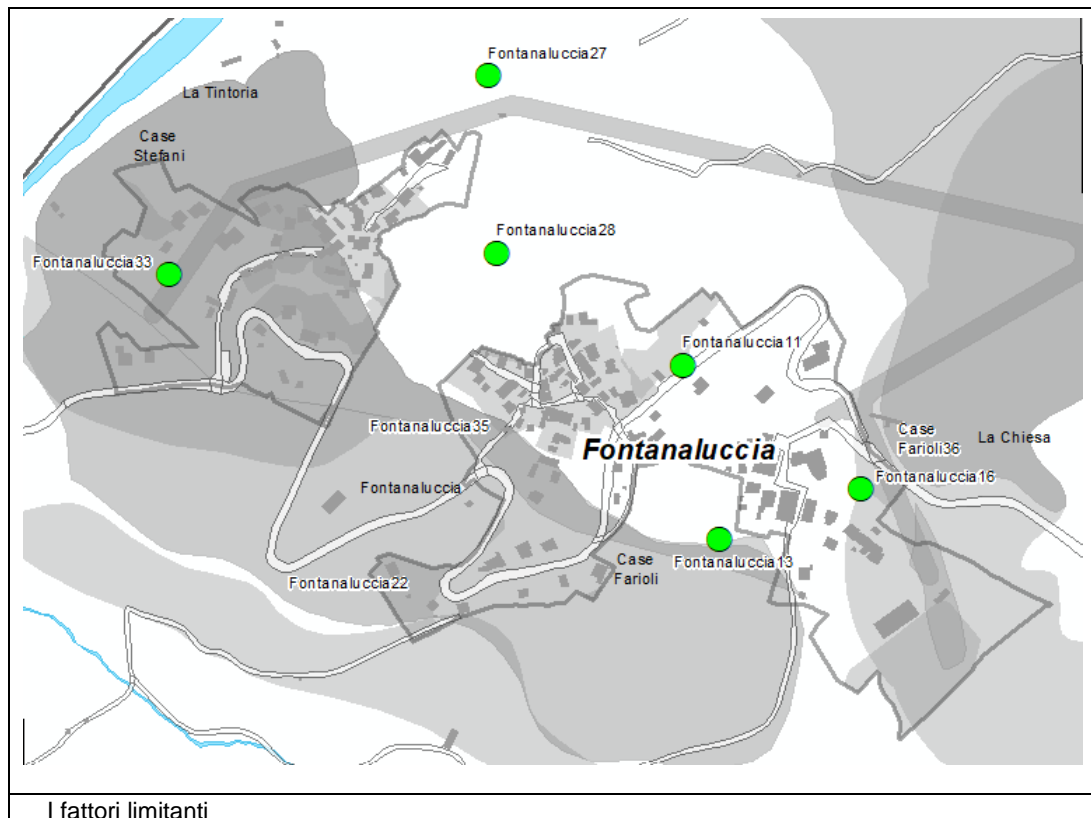 Fontanaluccia27
La Tintoria
Case
Stefani
Fontanaluccia28
Fontanaluccia33
Fontanaluccia11
Fontanaluccia35
Fontanaluccia
Case
Farioli36
La Chiesa
Fontanaluccia16
Fontanaluccia
Case
Farioli
Fontanaluccia13
Fontanaluccia22
I fattori limitanti